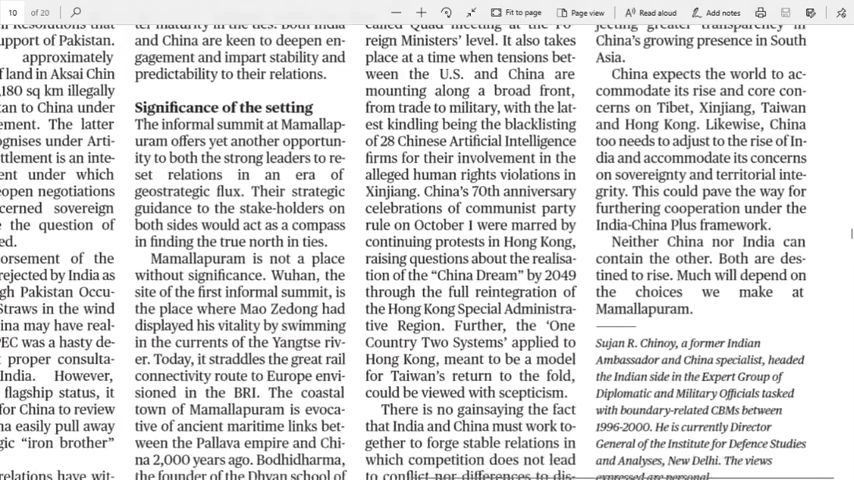 10 of 20
Fit to page
Page view
Read aloud
Add notes
l Resolutions that
upport of Pakistan.
approximately
f land in Aksai Chin
,180 sq km illegally
tan to China under
ement. The latter
ognises under Arti-
ttlement is an inte-
ent under which
eopen negotiations
cerned sovereign
e the question of
ed.
orsement of the
rejected by India as
gh Pakistan Occu-
Straws in the wind
ina may have real-
PEC was a hasty de-
t proper consulta-
India. However,
flagship status, it
for China to review
na easily pull away
gic “iron brother”
relations have wit-
ter maturity in the ties. Both India
and China are keen to deepen en-
gagement and impart stability and
predictability to their relations.
Significance of the setting
The informal summit at Mamallap-
uram offers yet another opportun-
ity to both the strong leaders to re-
set relations in an era of
geostrategic flux. Their strategic
guidance to the stake-holders on
both sides would act as a compass
in finding the true north in ties.
Mamallapuram is not a place
without significance. Wuhan, the
site of the first informal summit, is
the place where Mao Zedong had
displayed his vitality by swimming
in the currents of the Yangtse riv-
er. Today, it straddles the great rail
connectivity route to Europe envi-
sioned in the BRI. The coastal
town of Mamallapuram is evoca-
tive of ancient maritime links bet-
ween the Pallava empire and Chi-
na 2,000 years ago. Bodhidharma,
the founder of the Dhyan school of
called Quad meeting at the Fo-
reign Ministers’ level. It also takes
place at a time when tensions bet-
ween the U.S. and China are
mounting along a broad front,
from trade to military, with the lat-
est kindling being the blacklisting
of 28 Chinese Artificial Intelligence
firms for their involvement in the
alleged human rights violations in
Xinjiang. China’s 70th anniversary
celebrations of communist party
rule on October 1 were marred by
continuing protests in Hong Kong,
raising questions about the realisa-
tion of the “China Dream” by 2049
through the full reintegration of
the Hong Kong Special Administra-
tive Region. Further, the ‘One
Country Two Systems’ applied to
Hong Kong, meant to be a model
for Taiwan’s return to the fold,
could be viewed with scepticism.
There is no gainsaying the fact
that India and China must work to-
gether to forge stable relations in
which competition does not lead
to conflict nor differences to dis-
jecting greater transparency in
China’s growing presence in South
Asia.
China expects the world to ac-
commodate its rise and core con-
cerns on Tibet, Xinjiang, Taiwan
and Hong Kong. Likewise, China
too needs to adjust to the rise of In-
dia and accommodate its concerns
on sovereignty and territorial inte-
grity. This could pave the way for
furthering cooperation under the
India-China Plus framework.
Neither China nor India can
contain the other. Both are des-
tined to rise. Much will depend on
the choices we make at
Mamallapuram.
Sujan R. Chinoy, a former Indian
Ambassador and China specialist, headed
the Indian side in the Expert Group of
Diplomatic and Military Officials tasked
with boundary-related CBMs between
1996-2000. He is currently Director
General of the Institute for Defence Studies
and Analyses, New Delhi. The views
expressed are personal